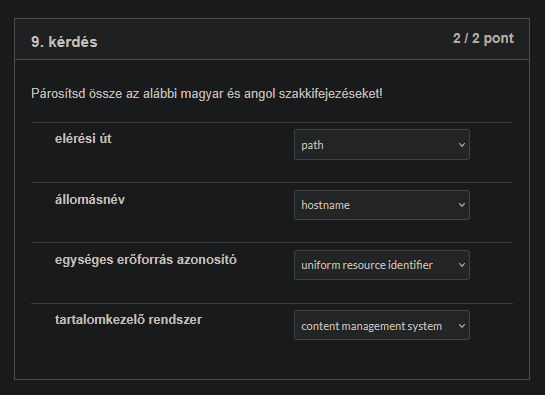 9. kérdés
2 / 2 pont
Párosítsd össze az alábbi magyar és angol szakkifejezéseket!
elérési út
path
állomásnév
hostname
egységes erőforrás azonosító
uniform resource identifier
tartalomkezelő rendszer
content management system